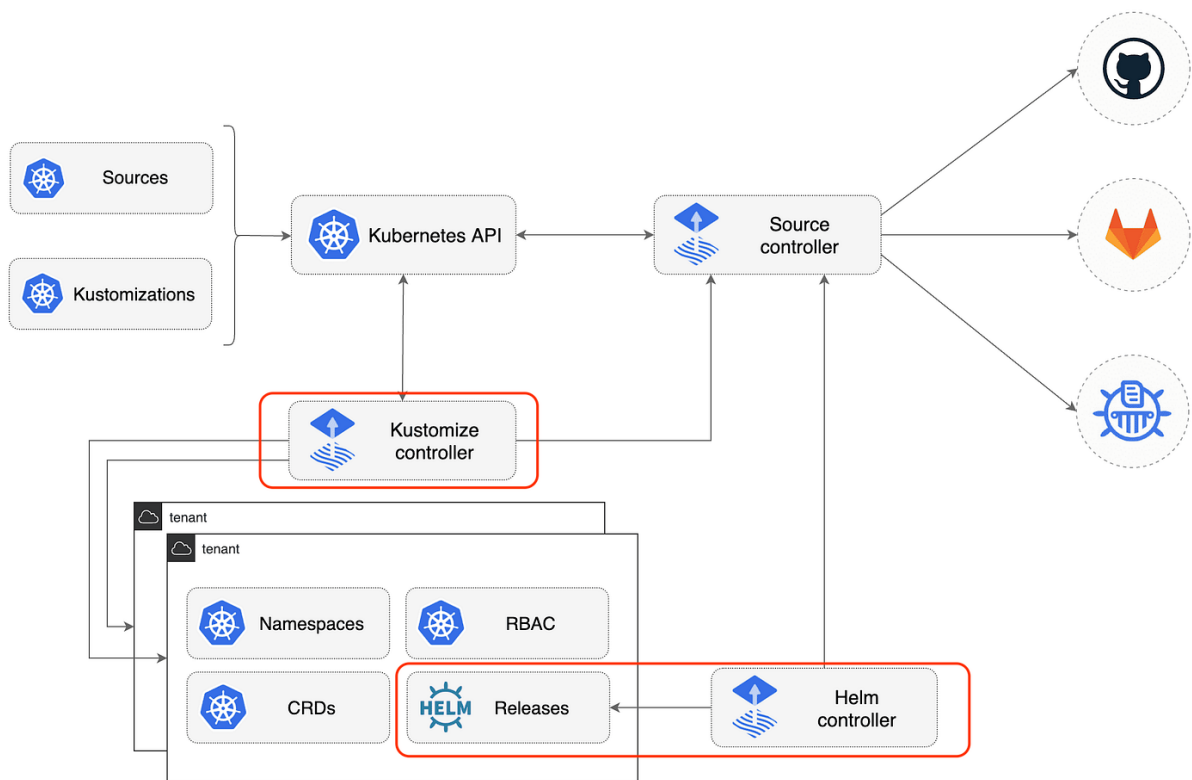 Sources
Kustomizations
Kubernetes API
Source
controller
Kustomize
controller
tenant
tenant
Namespaces
RBAC
CRDs
HELM
Releases
Helm
controller